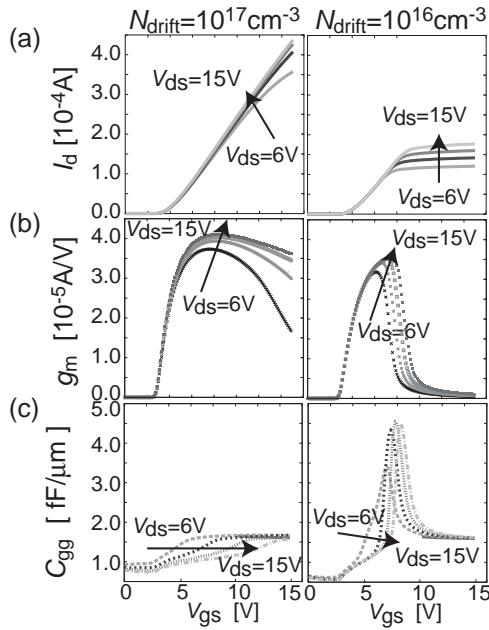 N_drift=10^17cm-3 N_drift=10^16cm-3
(a)
I_d [10^-4A]
4.0
3.0
2.0
1.0
0.0
V_ds=15V
V_ds=6V
V_ds=15V
V_ds=6V
(b)
g_m [10^-5A/V]
4.0
3.0
2.0
1.0
0.0
V_ds=15V
V_ds=6V
V_ds=15V
V_ds=6V
(c)
C_gg [ fF/μm ]
5.0
4.0
3.0
2.0
1.0
0
V_ds=6V
V_ds=15V
V_ds=6V
V_ds=15V
0 5 10 15 0 5 10 15
V_gs [V] V_gs [V]